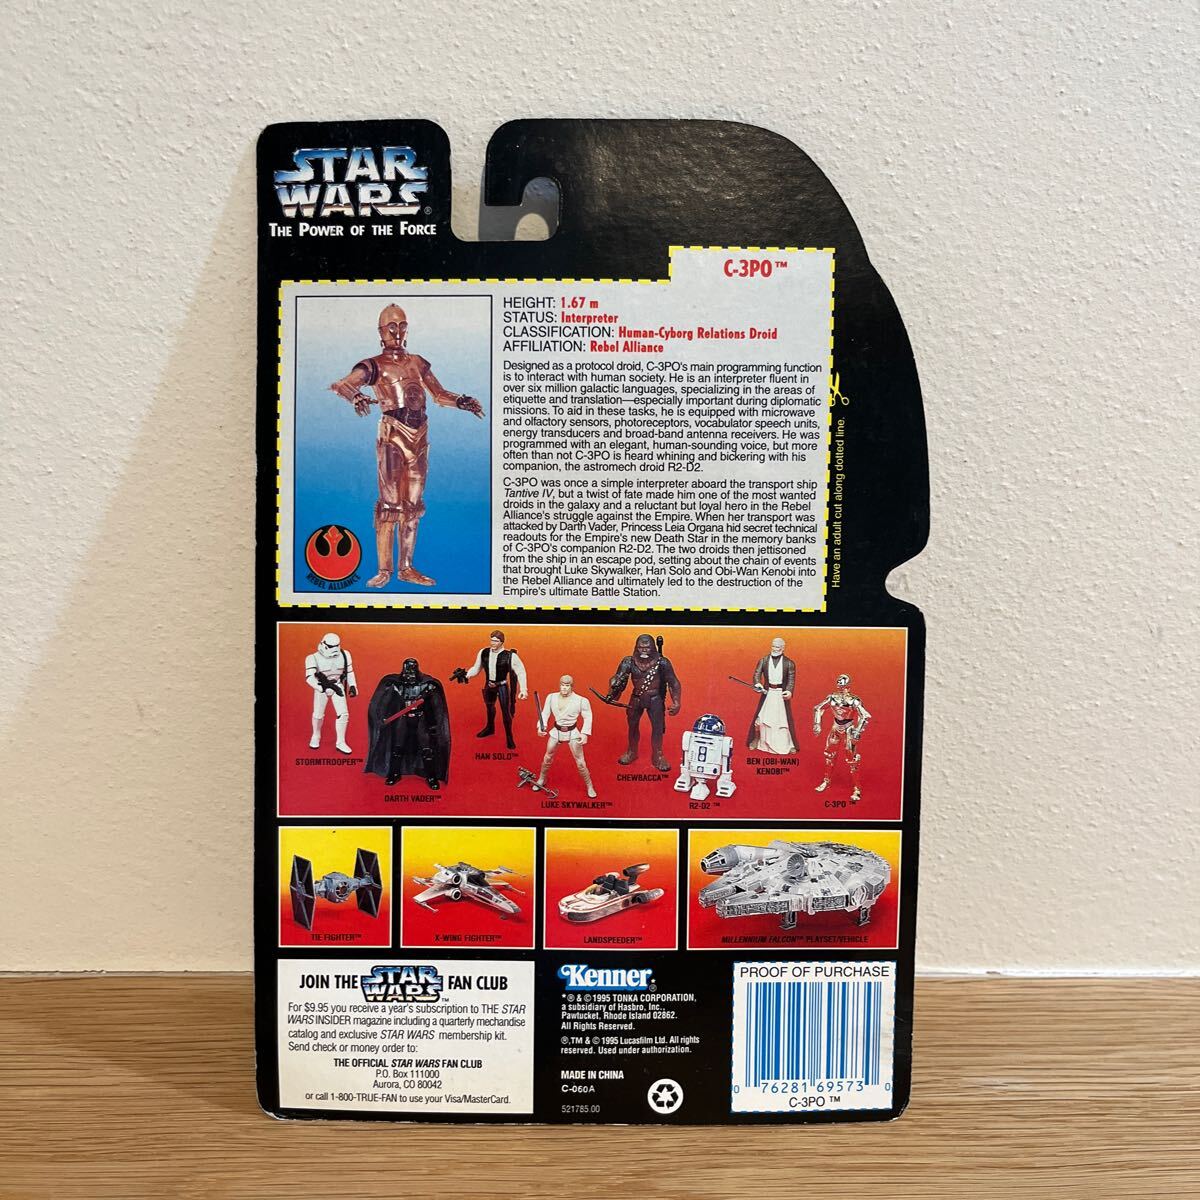 STAR
WARS®
THE POWER OF THE FORCE
C-3PO™
HEIGHT: 1.67 m
STATUS: Interpreter
CLASSIFICATION: Human-Cyborg Relations Droid
AFFILIATION: Rebel Alliance
Designed as a protocol droid, C-3PO's main programming function
is to interact with human society. He is an interpreter fluent in
over six million galactic languages, specializing in the areas of
etiquette and translation—especially important during diplomatic
missions. To aid in these tasks, he is equipped with microwave
and olfactory sensors, photoreceptors, vocabulator speech units,
energy transducers and broad-band antenna receivers. He was
programmed with an elegant, human-sounding voice, but more
often than not C-3PO is heard whining and bickering with his
companion, the astromech droid R2-D2.
C-3PO was once a simple interpreter aboard the transport ship
Tantive IV, but a twist of fate made him one of the most wanted
droids in the galaxy and a reluctant but loyal hero in the Rebel
Alliance's struggle against the Empire. When her transport was
attacked by Darth Vader, Princess Leia Organa hid secret technical
readouts for the Empire's new Death Star in the memory banks
of C-3PO's companion R2-D2. The two droids then jettisoned
from the ship in an escape pod, setting about the chain of events
that brought Luke Skywalker, Han Solo and Obi-Wan Kenobi into
the Rebel Alliance and ultimately led to the destruction of the
Empire's ultimate Battle Station.
REBEL ALLIANCE
Have an adult cut along dotted line.
STORMTROOPER™
DARTH VADER™
HAN SOLO™
LUKE SKYWALKER™
CHEWBACCA™
R2-D2™
BEN (OBI-WAN)
KENOBI™
C-3PO™
TIE FIGHTER™
X-WING FIGHTER™
LANDSPEEDER™
MILLENNIUM FALCON™ PLAYSET/VEHICLE
JOIN THE STAR WARS™ FAN CLUB
For $9.95 you receive a year's subscription to THE STAR
WARS INSIDER magazine including a quarterly merchandise
catalog and exclusive STAR WARS membership kit.
Send check or money order to:
THE OFFICIAL STAR WARS FAN CLUB
P.O. Box 111000
Aurora, CO 80042
or call 1-800-TRUE-FAN to use your Visa/MasterCard.
Kenner®
*® & © 1995 TONKA CORPORATION,
a subsidiary of Hasbro, Inc.,
Pawtucket, Rhode Island 02862.
All Rights Reserved.
®,™ & © 1995 Lucasfilm Ltd. All rights
reserved. Used under authorization.
MADE IN CHINA
C-060A
521785.00
PROOF OF PURCHASE
0 76281 69573 0
C-3PO ™